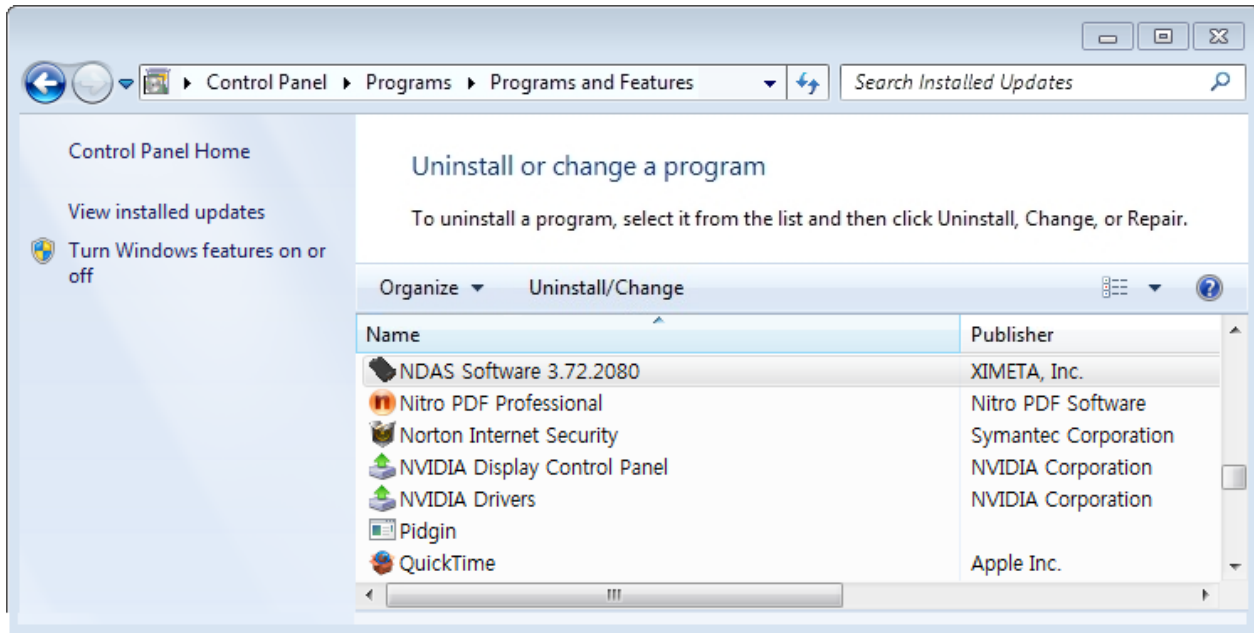 Control Panel Programs Programs and Features Search Installed Updates
Control Panel Home
View installed updates
Turn Windows features on or
off
Uninstall or change a program
To uninstall a program, select it from the list and then click Uninstall, Change, or Repair.
Organize Uninstall/Change
Name Publisher
NDAS Software 3.72.2080 XIMETA, Inc.
Nitro PDF Professional Nitro PDF Software
Norton Internet Security Symantec Corporation
NVIDIA Display Control Panel NVIDIA Corporation
NVIDIA Drivers NVIDIA Corporation
Pidgin
QuickTime Apple Inc.